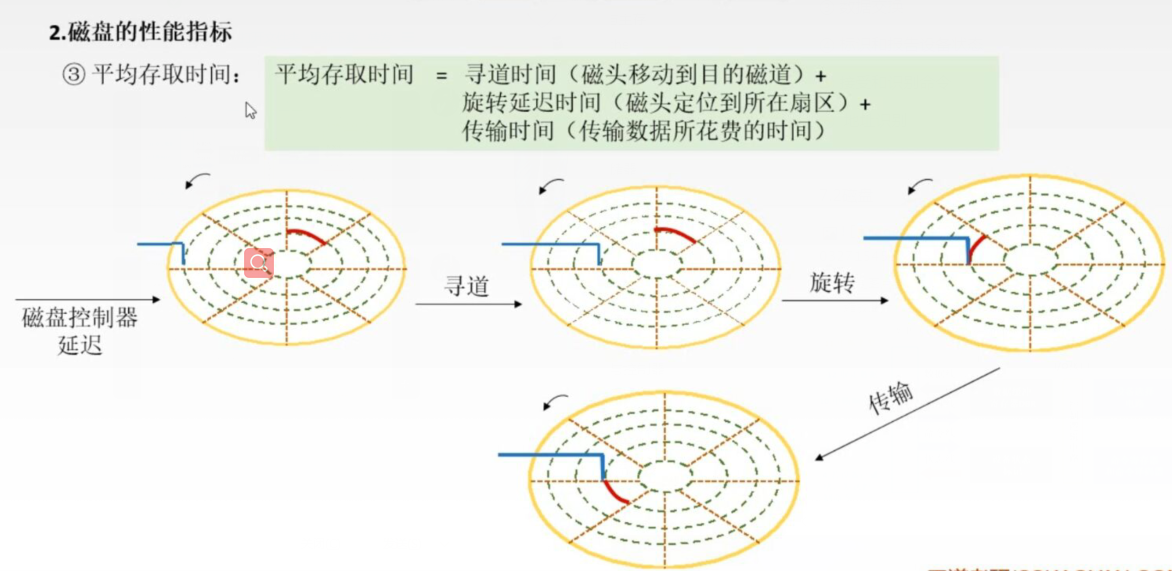 2.磁盘的性能指标
③ 平均存取时间： 平均存取时间 = 寻道时间（磁头移动到目的磁道）+
旋转延迟时间（磁头定位到所在扇区）+
传输时间（传输数据所花费的时间）
磁盘控制器
延迟
寻道
旋转
传输